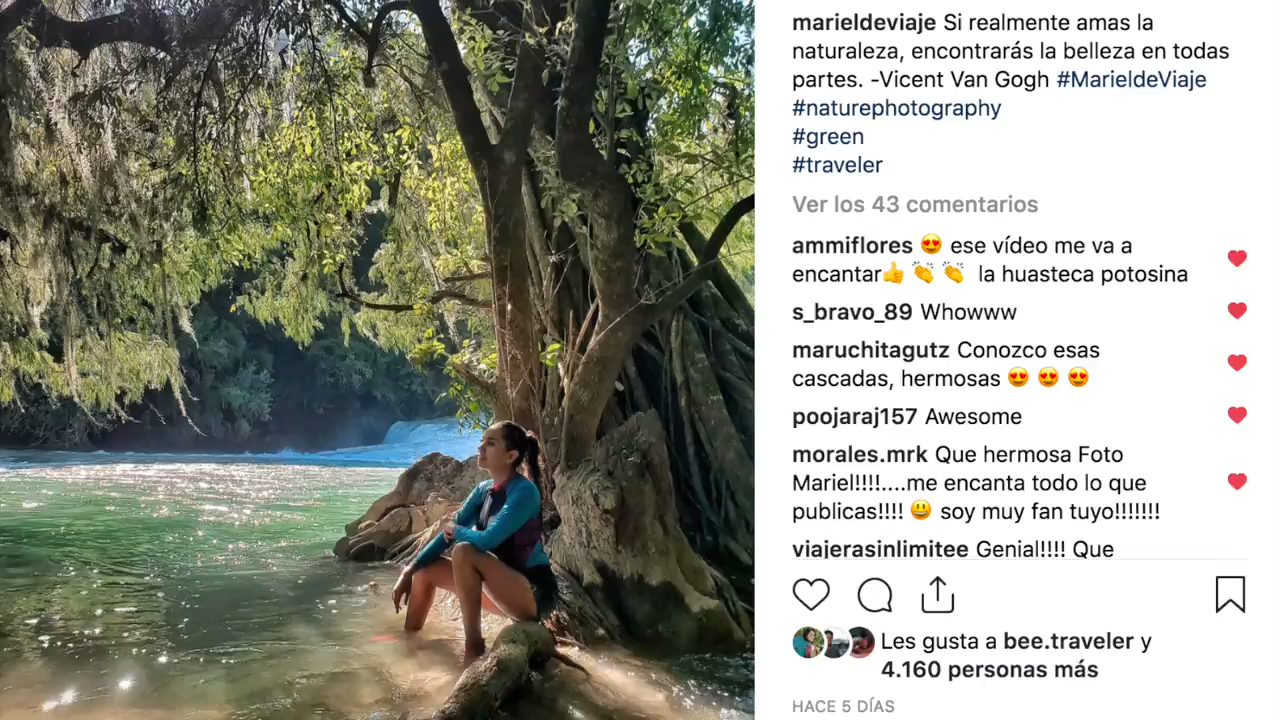 marieldeviaje Si realmente amas la
naturaleza, encontrarás la belleza en todas
partes. -Vicent Van Gogh #MarieldeViaje
#naturephotography
#green
#traveler
Ver los 43 comentarios
ammiflores 😍 ese vídeo me va a
encantar👍 👏 👏 la huasteca potosina
s_bravo_89 Whowww
maruchitagutz Conozco esas
cascadas, hermosas 😍 😍 😍
poojaraj157 Awesome
morales.mrk Que hermosa Foto
Mariel!!!!....me encanta todo lo que
publicas!!!! 😃 soy muy fan tuyo!!!!!!!
viajerasinlimitee Genial!!!! Que
Les gusta a bee.traveler y
4.160 personas más
HACE 5 DÍAS